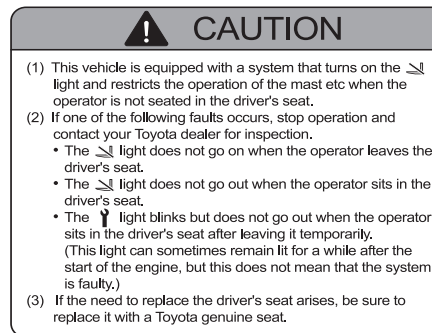 CAUTION
(1) This vehicle is equipped with a system that turns on the
light and restricts the operation of the mast etc when the
operator is not seated in the driver's seat.
(2) If one of the following faults occurs, stop operation and
contact your Toyota dealer for inspection.
• The light does not go on when the operator leaves the
driver's seat.
• The light does not go out when the operator sits in the
driver's seat.
• The light blinks but does not go out when the operator
sits in the driver's seat after leaving it temporarily.
(This light can sometimes remain lit for a while after the
start of the engine, but this does not mean that the system
is faulty.)
(3) If the need to replace the driver's seat arises, be sure to
replace it with a Toyota genuine seat.